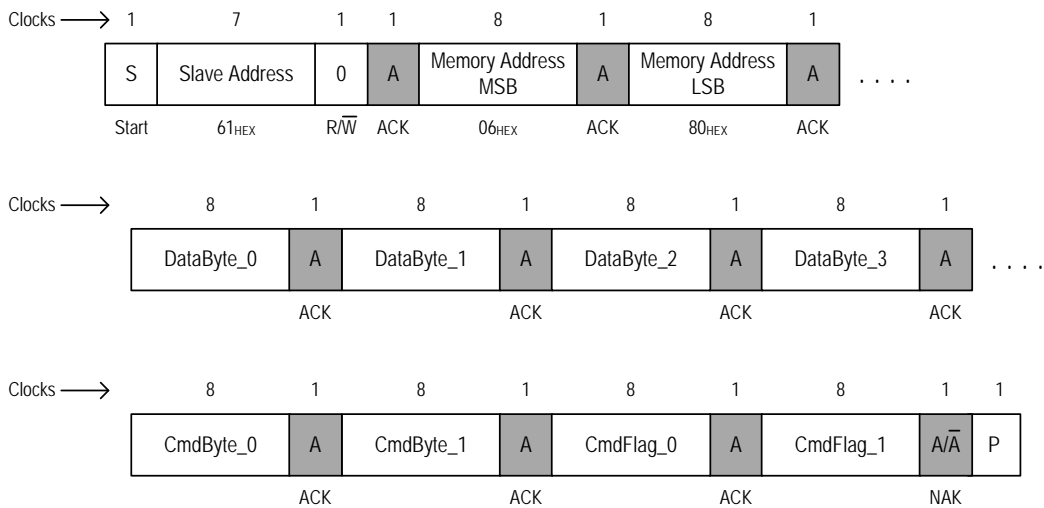 Clocks → 1 7 1 1 8 1 8 1
S Slave Address 0 A Memory Address MSB A Memory Address LSB A . . . .
Start 61HEX R/W̅ ACK 06HEX ACK 80HEX ACK
Clocks → 8 1 8 1 8 1 8 1
DataByte_0 A DataByte_1 A DataByte_2 A DataByte_3 A . . . .
ACK ACK ACK ACK
Clocks → 8 1 8 1 8 1 8 1 1
CmdByte_0 A CmdByte_1 A CmdFlag_0 A CmdFlag_1 A/A̅ P
ACK ACK ACK NAK